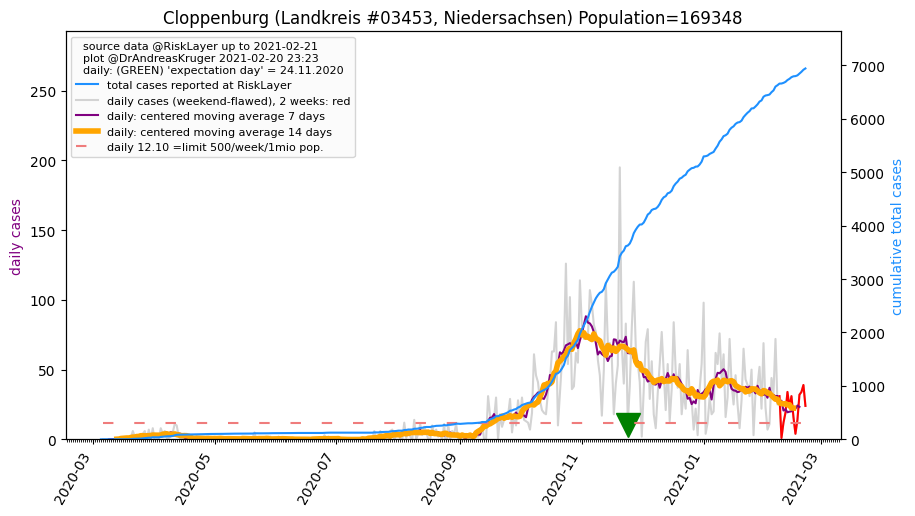 Cloppenburg (Landkreis #03453, Niedersachsen) Population=169348
source data @RiskLayer up to 2021-02-21
plot @DrAndreasKruger 2021-02-20 23:23
daily: (GREEN) 'expectation day' = 24.11.2020
total cases reported at RiskLayer
daily cases (weekend-flawed), 2 weeks: red
daily: centered moving average 7 days
daily: centered moving average 14 days
daily 12.10 =limit 500/week/1mio pop.
daily cases
250
200
150
100
50
0
7000
6000
5000
4000
3000
2000
1000
0
cumulative total cases
2020-03
2020-05
2020-07
2020-09
2020-11
2021-01
2021-03